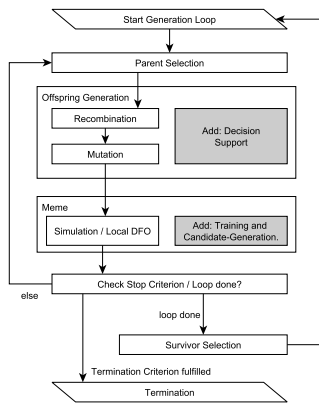 Start Generation Loop
Parent Selection
Offspring Generation
Recombination
Mutation
Add: Decision
Support
Meme
Simulation / Local DFO
Add: Training and
Candidate-Generation.
Check Stop Criterion / Loop done?
else
loop done
Survivor Selection
Termination Criterion fulfilled
Termination